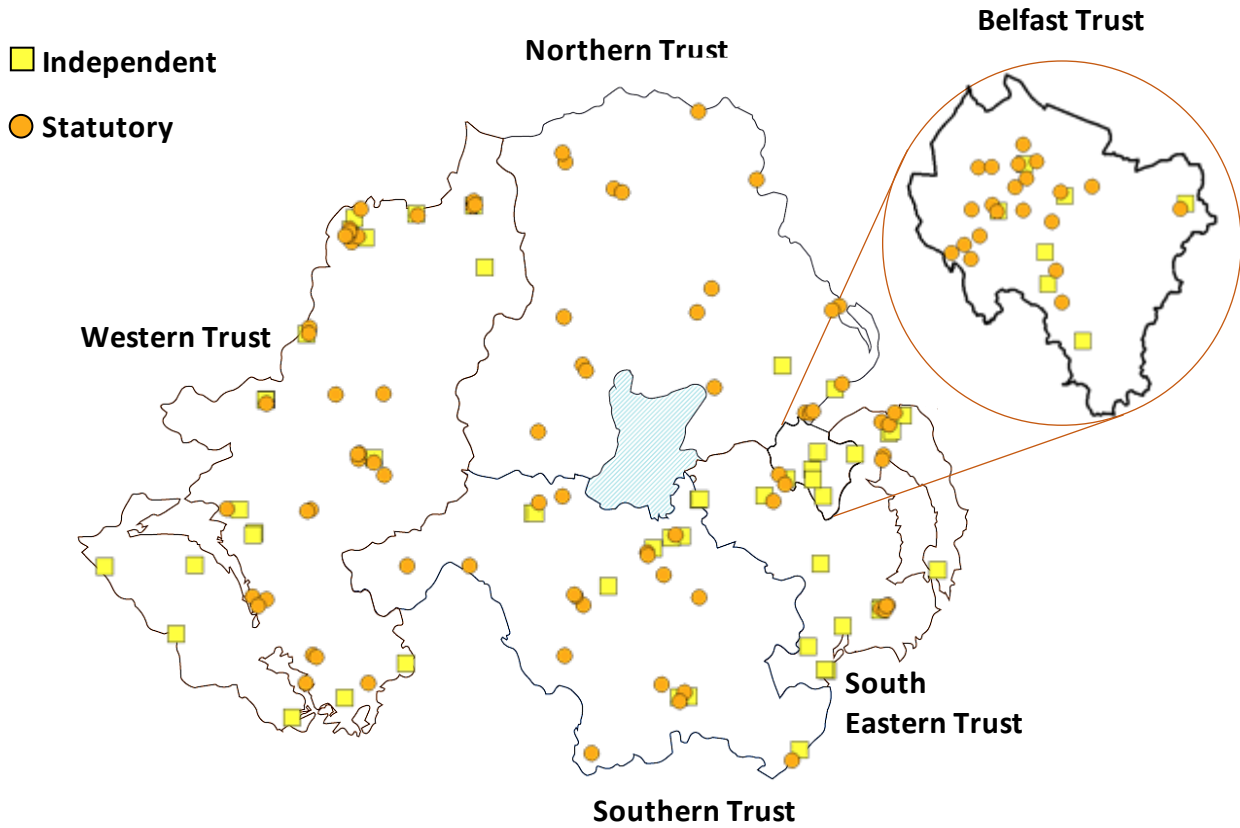 Belfast Trust
Northern Trust
Independent
Statutory
Western Trust
South
Eastern Trust
Southern Trust